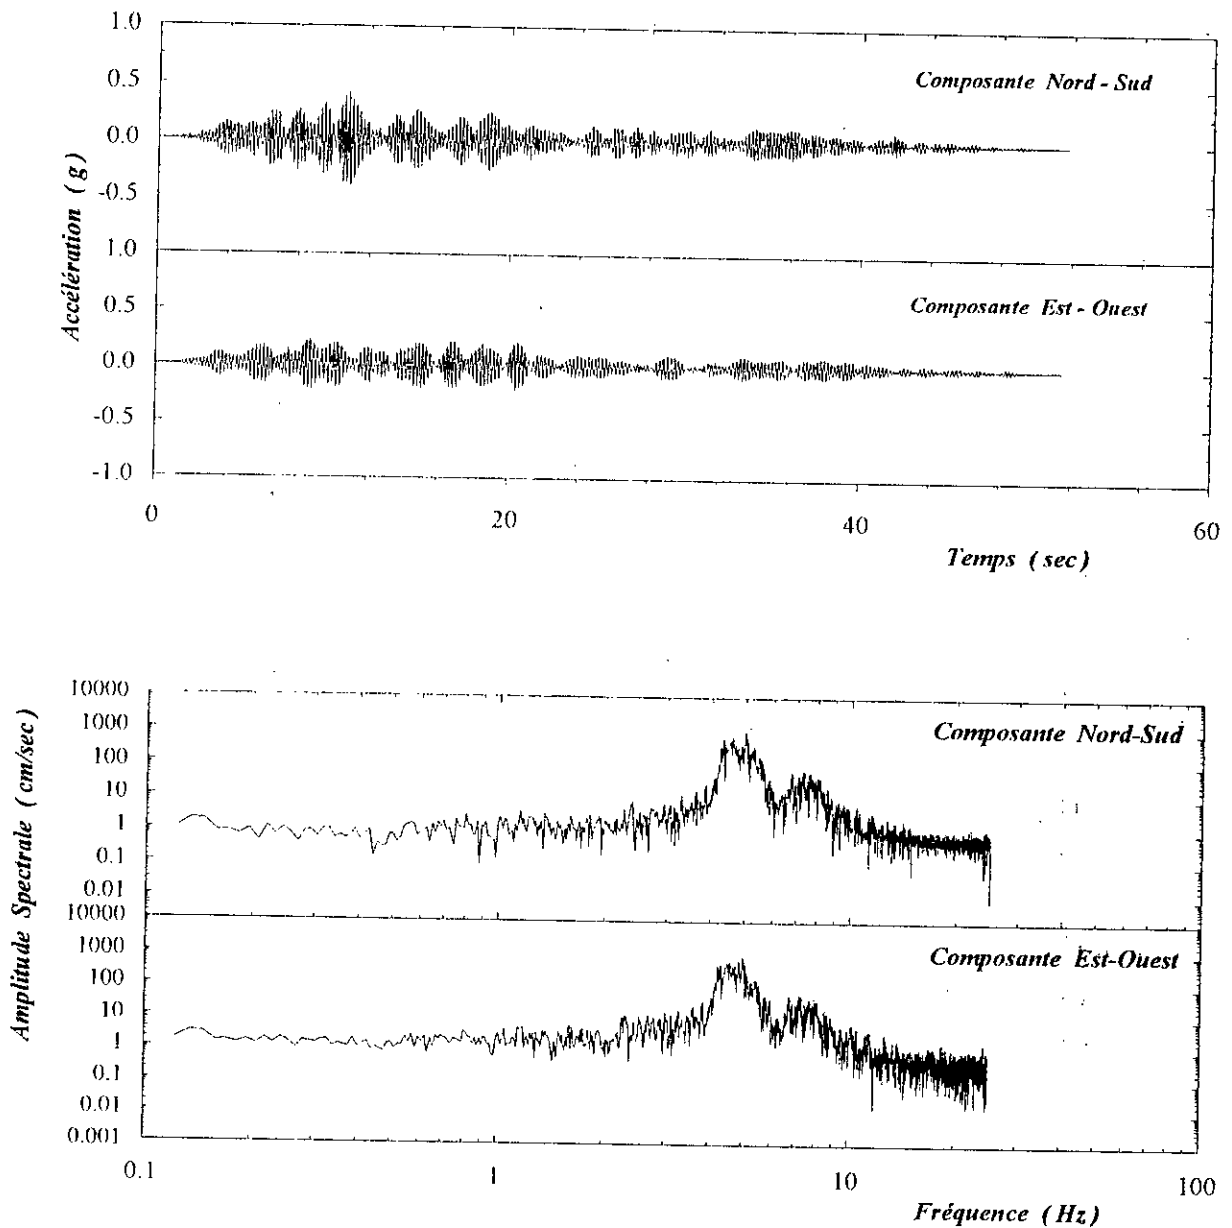 1.0
0.5
0.0
-0.5
1.0
0.5
0.0
-0.5
-1.0
Accélération (g)
Composante Nord-Sud
Composante Est-Ouest
0 20 40 60
Temps (sec)
10000
1000
100
10
1
0.1
0.01
10000
1000
100
10
1
0.1
0.01
0.001
Amplitude Spectrale (cm/sec)
Composante Nord-Sud
Composante Est-Ouest
0.1 1 10 100
Fréquence (Hz)